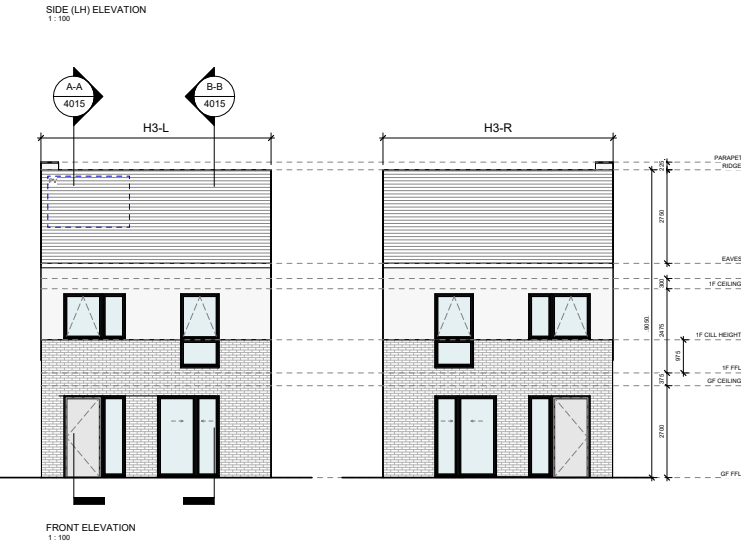 SIDE (LH) ELEVATION
1 : 100
A-A
4015
B-B
4015
H3-L
H3-R
PARAPET
RIDGE
225
PV
2750
EAVES
300
1F CEILING
9050
2475
1F CILL HEIGHT
975
1F FFL
375
GF CEILING
2700
GF FFL
FRONT ELEVATION
1 : 100